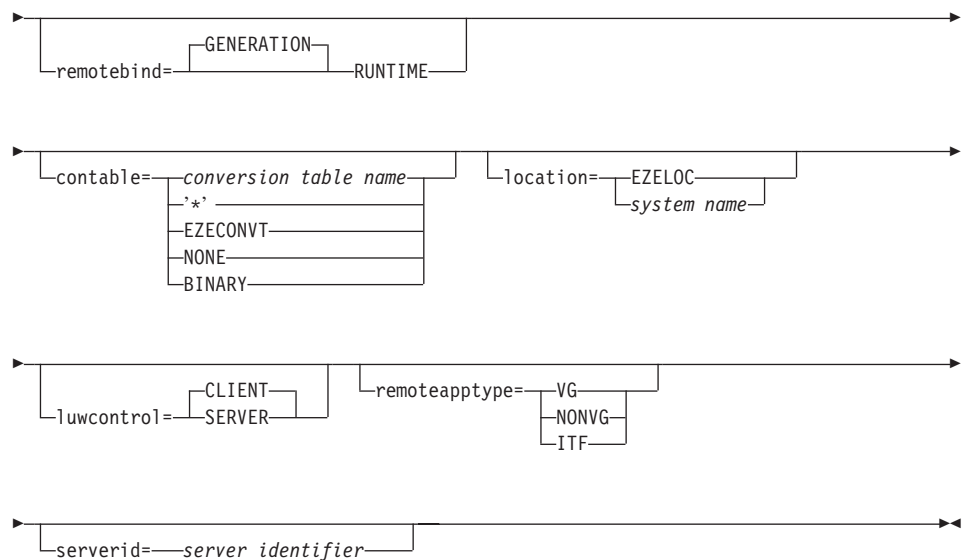 GENERATION
remotebind= RUNTIME
contable= conversion table name location= EZELOC
'*' system name
EZECONVT
NONE
BINARY
CLIENT remoteapptype= VG
luwcontrol= SERVER NONVG
ITF
serverid= server identifier